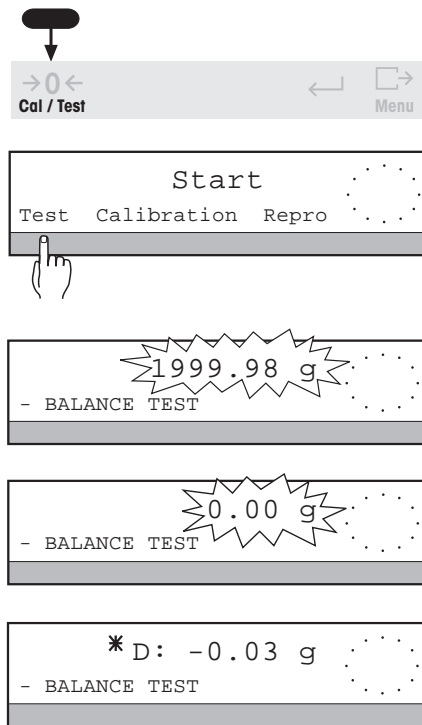 →0←
Cal / Test
Menu
Start
Test Calibration Repro
1999.98 g
- BALANCE TEST
0.00 g
- BALANCE TEST
* D: -0.03 g
- BALANCE TEST